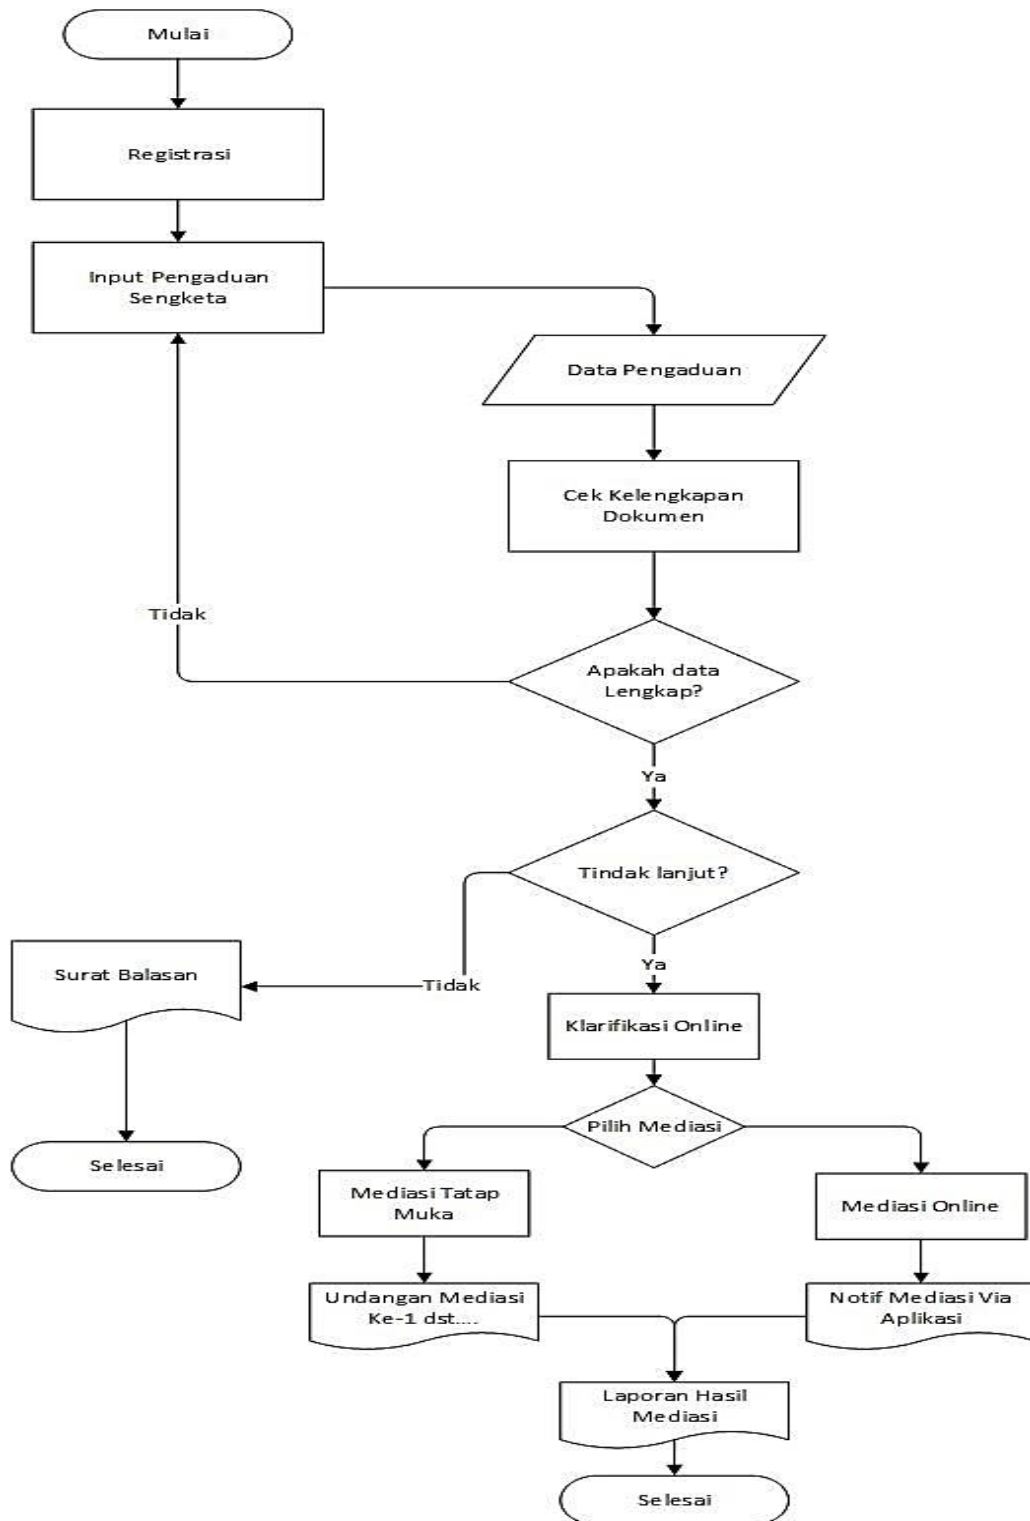 Mulai
Registrasi
Input Pengaduan
Sengketa
Data Pengaduan
Cek Kelengkapan
Dokumen
Tidak
Apakah data
Lengkap?
Ya
Tindak lanjut?
Surat Balasan
Tidak
Ya
Klarifikasi Online
Pilih Mediasi
Selesai
Mediasi Tatap
Muka
Mediasi Online
Undangan Mediasi
Ke-1 dst....
Notif Mediasi Via
Aplikasi
Laporan Hasil
Mediasi
Selesai